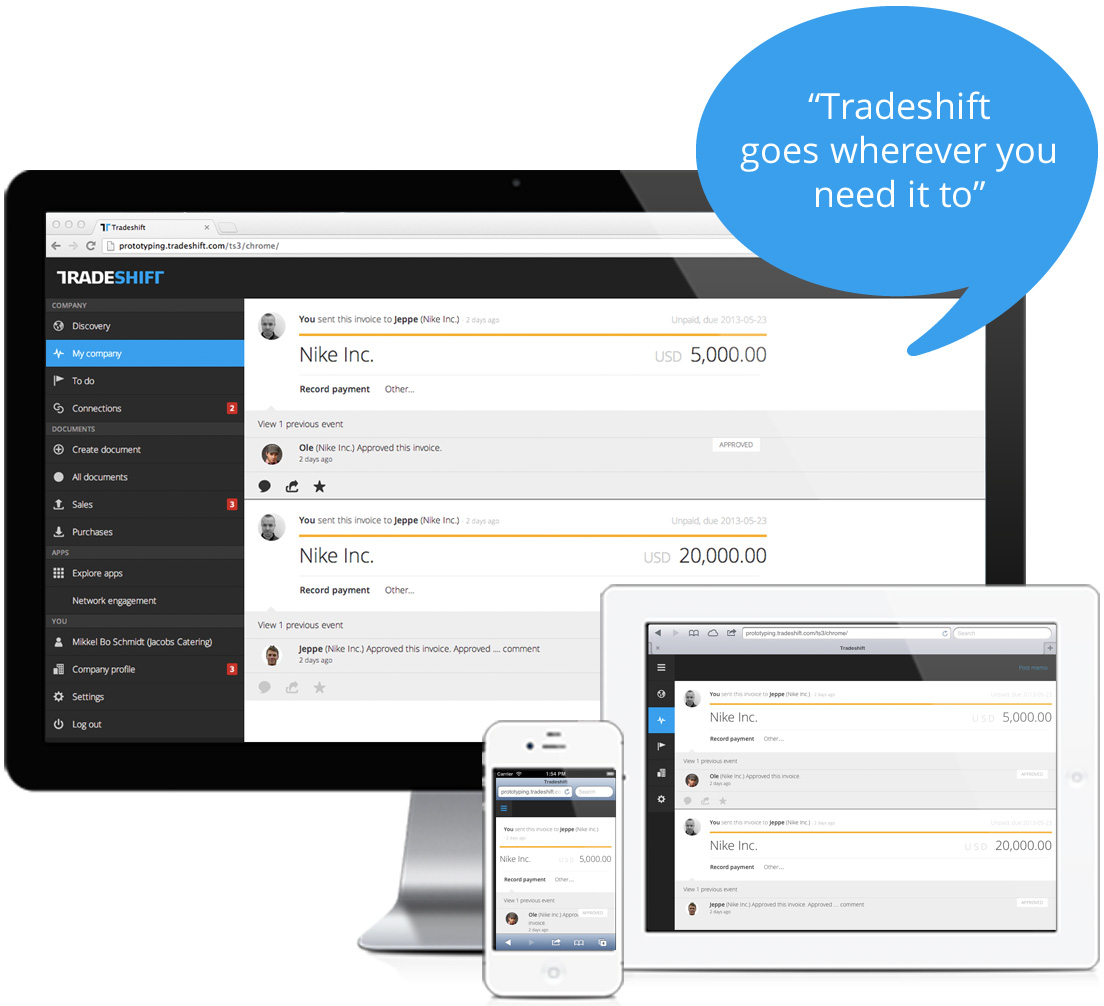 “Tradeshift
goes wherever you
need it to”
Tradeshift
prototyping.tradeshift.com/ts3/chrome/
TRADESHIFT
COMPANY
Discovery
My company
To do
Connections 2
DOCUMENTS
Create document
All documents
Sales 3
Purchases
APPS
Explore apps
Network engagement
YOU
Mikkel Bo Schmidt (Jacobs Catering)
Company profile 3
Settings
Log out
You sent this invoice to Jeppe (Nike Inc.) · 2 days ago Unpaid, due 2013-05-23
Nike Inc. USD 5,000.00
Record payment Other...
View 1 previous event
Ole (Nike Inc.) Approved this invoice. APPROVED
2 days ago
You sent this invoice to Jeppe (Nike Inc.) · 2 days ago Unpaid, due 2013-05-23
Nike Inc. USD 20,000.00
Record payment Other...
View 1 previous event
Jeppe (Nike Inc.) Approved this invoice. Approved .... comment
2 days ago
Carrier 1:54 PM
Tradeshift
prototyping.tradeshift. Search
You sent this invoice to Jeppe (Nike Inc.)
· 2 days ago
Nike Inc. USD 5,000.00
Record payment Other...
View 1 previous event
Ole (Nike Inc.) Approv APPROVED
invoice
2 days ago
prototyping.tradeshift.com/ts3/chrome/ Search
Tradeshift
Post memo
You sent this invoice to Jeppe (Nike Inc.) · 2 days ago Unpaid due 2013-05-23
Nike Inc. USD 5,000.00
Record payment Other...
View 1 previous event
Ole (Nike Inc.) Approved this invoice APPROVED
2 days ago
You sent this invoice to Jeppe (Nike Inc.) · 2 days ago Unpaid due 2013-05-23
Nike Inc. USD 20,000.00
Record payment Other...
View 1 previous event
Jeppe (Nike Inc.) Approved this invoice. Approved ... comment APPROVED
2 days ago